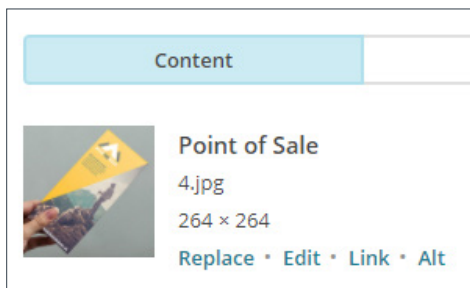 Content
Point of Sale
4.jpg
264 × 264
Replace • Edit • Link • Alt